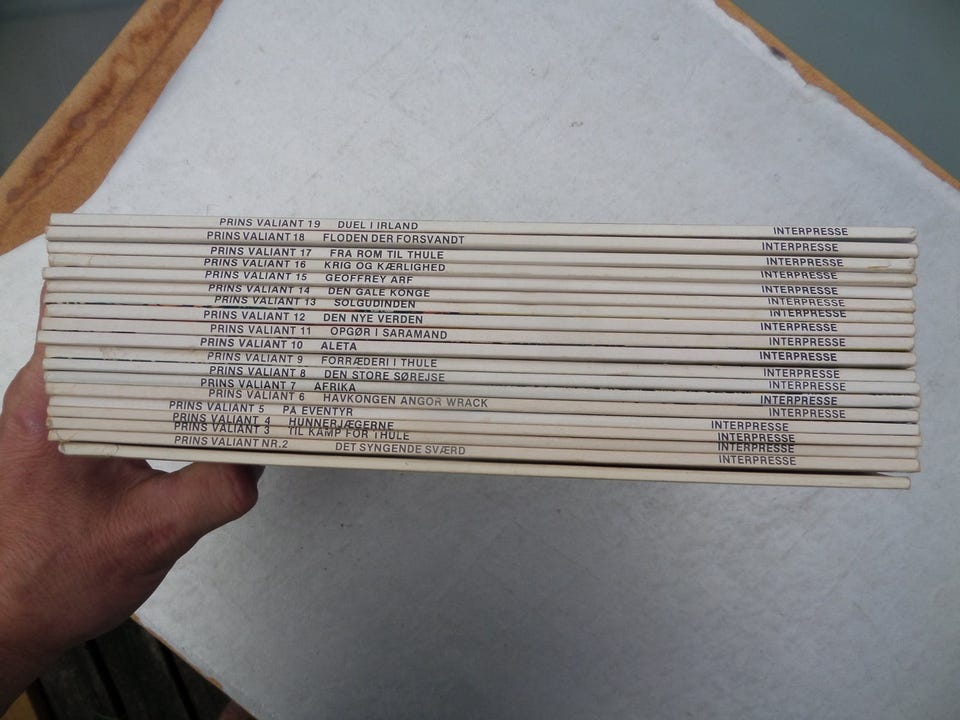 PRINS VALIANT 19 DUEL I IRLAND INTERPRESSE
PRINS VALIANT 18 FLODEN DER FORSVANDT INTERPRESSE
PRINS VALIANT 17 FRA ROM TIL THULE INTERPRESSE
PRINS VALIANT 16 KRIG OG KÆRLIGHED INTERPRESSE
PRINS VALIANT 15 GEOFFREY ARF INTERPRESSE
PRINS VALIANT 14 DEN GALE KONGE INTERPRESSE
PRINS VALIANT 13 SOLGUDINDEN INTERPRESSE
PRINS VALIANT 12 DEN NYE VERDEN INTERPRESSE
PRINS VALIANT 11 OPGØR I SARAMAND INTERPRESSE
PRINS VALIANT 10 ALETA INTERPRESSE
PRINS VALIANT 9 FORRÆDERI I THULE INTERPRESSE
PRINS VALIANT 8 DEN STORE SØREJSE INTERPRESSE
PRINS VALIANT 7 AFRIKA INTERPRESSE
PRINS VALIANT 6 HAVKONGEN ANGOR WRACK INTERPRESSE
PRINS VALIANT 5 PÅ EVENTYR INTERPRESSE
PRINS VALIANT 4 HUNNERJÆGERNE INTERPRESSE
PRINS VALIANT 3 TIL KAMP FOR THULE INTERPRESSE
PRINS VALIANT NR.2 DET SYNGENDE SVÆRD INTERPRESSE